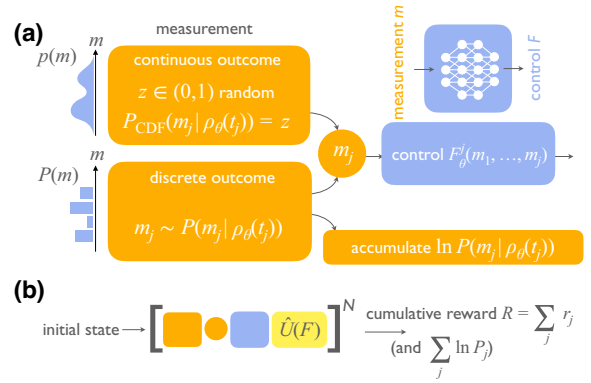 measurement
(a)
p(m)
m
continuous outcome
z ∈ (0,1) random
P_CDF(m_j | ρ_θ(t_j)) = z
measurement m
control F
m_j
control F_θ^j(m_1, …, m_j)
P(m)
m
discrete outcome
m_j ∼ P(m_j | ρ_θ(t_j))
accumulate ln P(m_j | ρ_θ(t_j))
(b)
initial state
[ Û(F) ]^N
cumulative reward R = ∑_j r_j
(and ∑_j ln P_j)